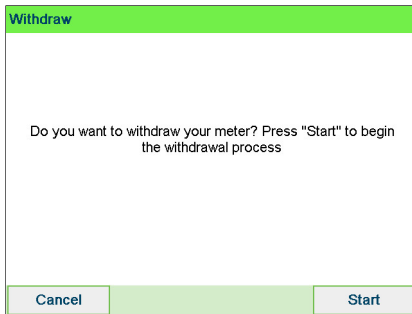 Withdraw
Do you want to withdraw your meter? Press "Start" to begin
the withdrawal process
Cancel
Start